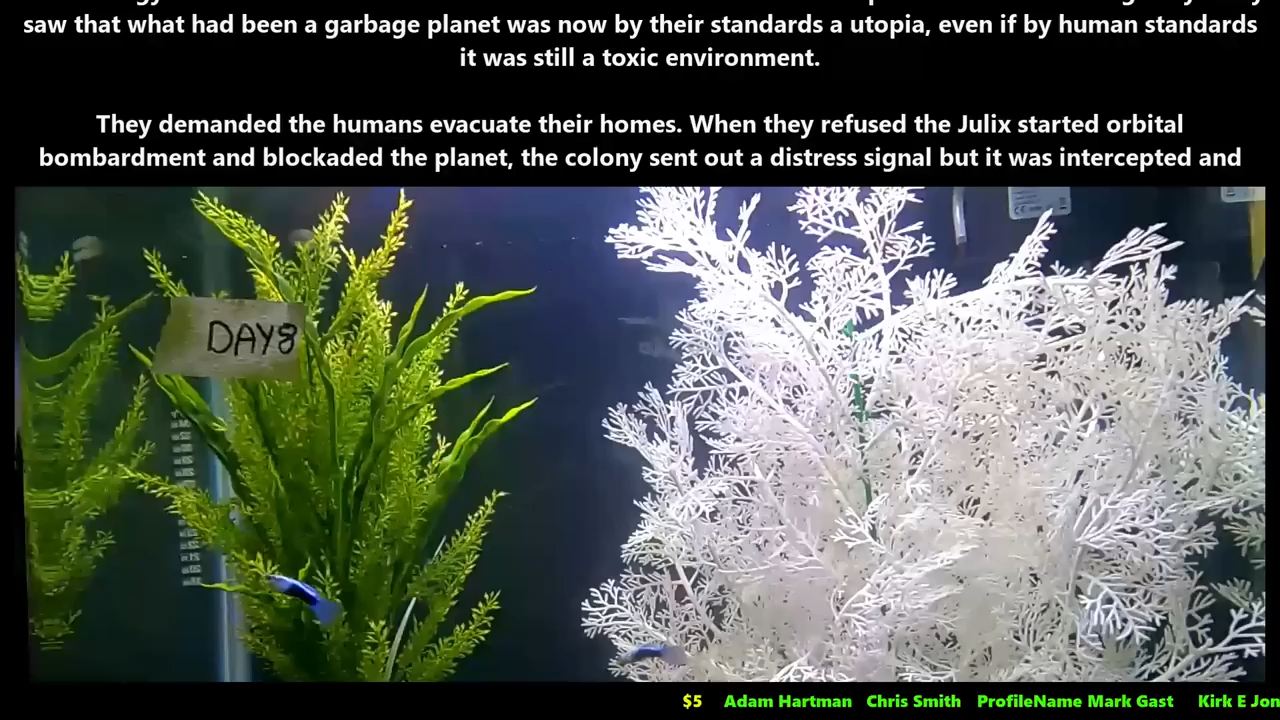 saw that what had been a garbage planet was now by their standards a utopia, even if by human standards
it was still a toxic environment.
They demanded the humans evacuate their homes. When they refused the Julix started orbital
bombardment and blockaded the planet, the colony sent out a distress signal but it was intercepted and
DAY8
$5 Adam Hartman Chris Smith ProfileName Mark Gast Kirk E Jon